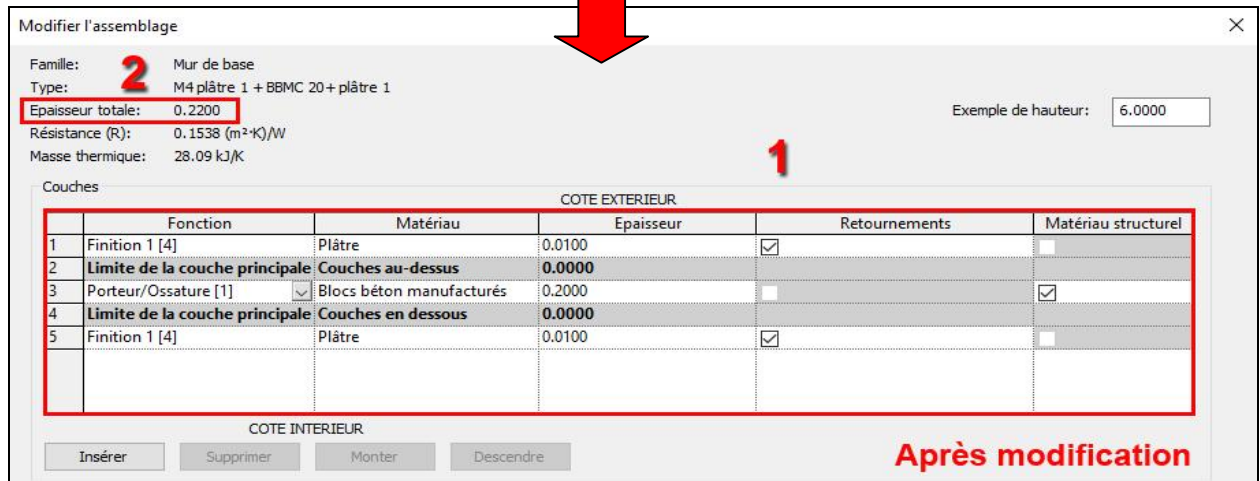 Modifier l'assemblage
Famille: Mur de base
2
Type: M4 plâtre 1 + BBMC 20+ plâtre 1
Epaisseur totale: 0.2200
Exemple de hauteur: 6.0000
Résistance (R): 0.1538 (m²·K)/W
Masse thermique: 28.09 kJ/K
1
Couches
COTE EXTERIEUR
Fonction Matériau Epaisseur Retournements Matériau structurel
1 Finition 1 [4] Plâtre 0.0100
2 Limite de la couche principale Couches au-dessus 0.0000
3 Porteur/Ossature [1] Blocs béton manufacturés 0.2000
4 Limite de la couche principale Couches en dessous 0.0000
5 Finition 1 [4] Plâtre 0.0100
COTE INTERIEUR
Insérer Supprimer Monter Descendre
Après modification